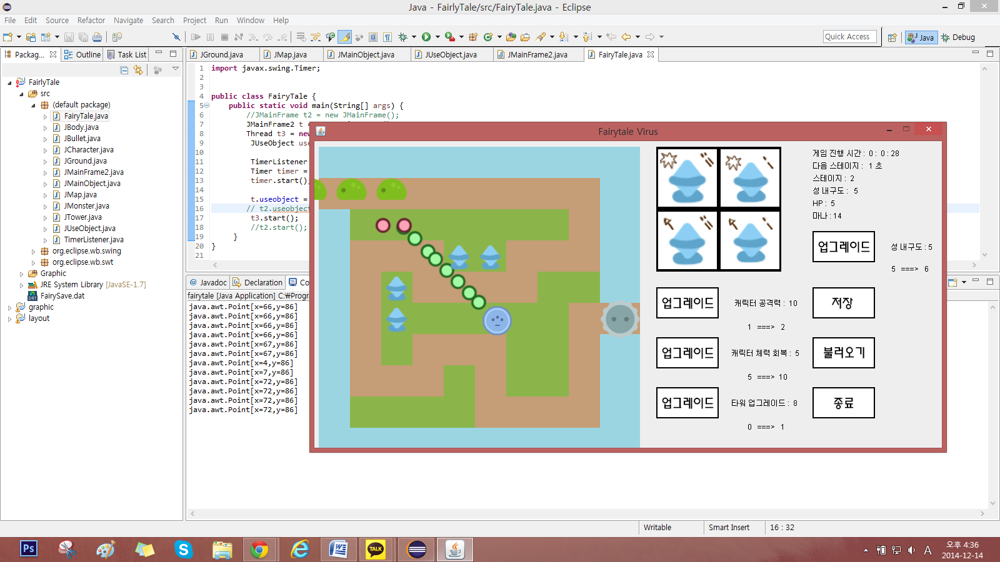 Java - FairlyTale/src/FairyTale.java - Eclipse
File Edit Source Refactor Navigate Search Project Run Window Help
Quick Access
Java
Debug
Packag...
Outline
Task List
FairlyTale
src
(default package)
FairyTale.java
JBody.java
JBullet.java
JCharacter.java
JGround.java
JMainFrame2.java
JMainObject.java
JMap.java
JMonster.java
JTower.java
JUseObject.java
TimerListener.java
org.eclipse.wb.swing
org.eclipse.wb.swt
Graphic
JRE System Library [JavaSE-1.7]
FairySave.dat
graphic
layout
JGround.java JMap.java JMainObject.java JUseObject.java JMainFrame2.java FairyTale.java
1 import javax.swing.Timer;
2
3
4 public class FairyTale {
5 public static void main(String[] args) {
6 //JMainFrame t2 = new JMainFrame();
7 JMainFrame2 t =
8 Thread t3 = new
9 JUseObject use
10
11 TimerListener
12 Timer timer =
13 timer.start();
14
15 t.useobject =
16 // t2.useobject
17 t3.start();
18 //t2.start();
19 }
20 }
21
@ Javadoc Declaration Co
fairytale [Java Application] C:₩Progr
java.awt.Point[x=66,y=86]
java.awt.Point[x=66,y=86]
java.awt.Point[x=66,y=86]
java.awt.Point[x=66,y=86]
java.awt.Point[x=67,y=86]
java.awt.Point[x=67,y=86]
java.awt.Point[x=4,y=86]
java.awt.Point[x=7,y=86]
java.awt.Point[x=72,y=86]
java.awt.Point[x=72,y=86]
java.awt.Point[x=72,y=86]
java.awt.Point[x=72,y=86]
Fairytale Virus
게임 진행 시간 : 0 : 0 : 28
다음 스테이지 : 1 초
스테이지 : 2
성 내구도 : 5
HP : 5
마나 : 14
업그레이드
성 내구도 : 5
5 ===> 6
업그레이드
캐릭터 공격력 : 10
저장
1 ===> 2
업그레이드
캐릭터 체력 회복 : 5
불러오기
5 ===> 10
업그레이드
타워 업그레이드 : 8
종료
0 ===> 1
Writable
Smart Insert
16 : 32
Ps
TALK
A
오후 4:36
2014-12-14